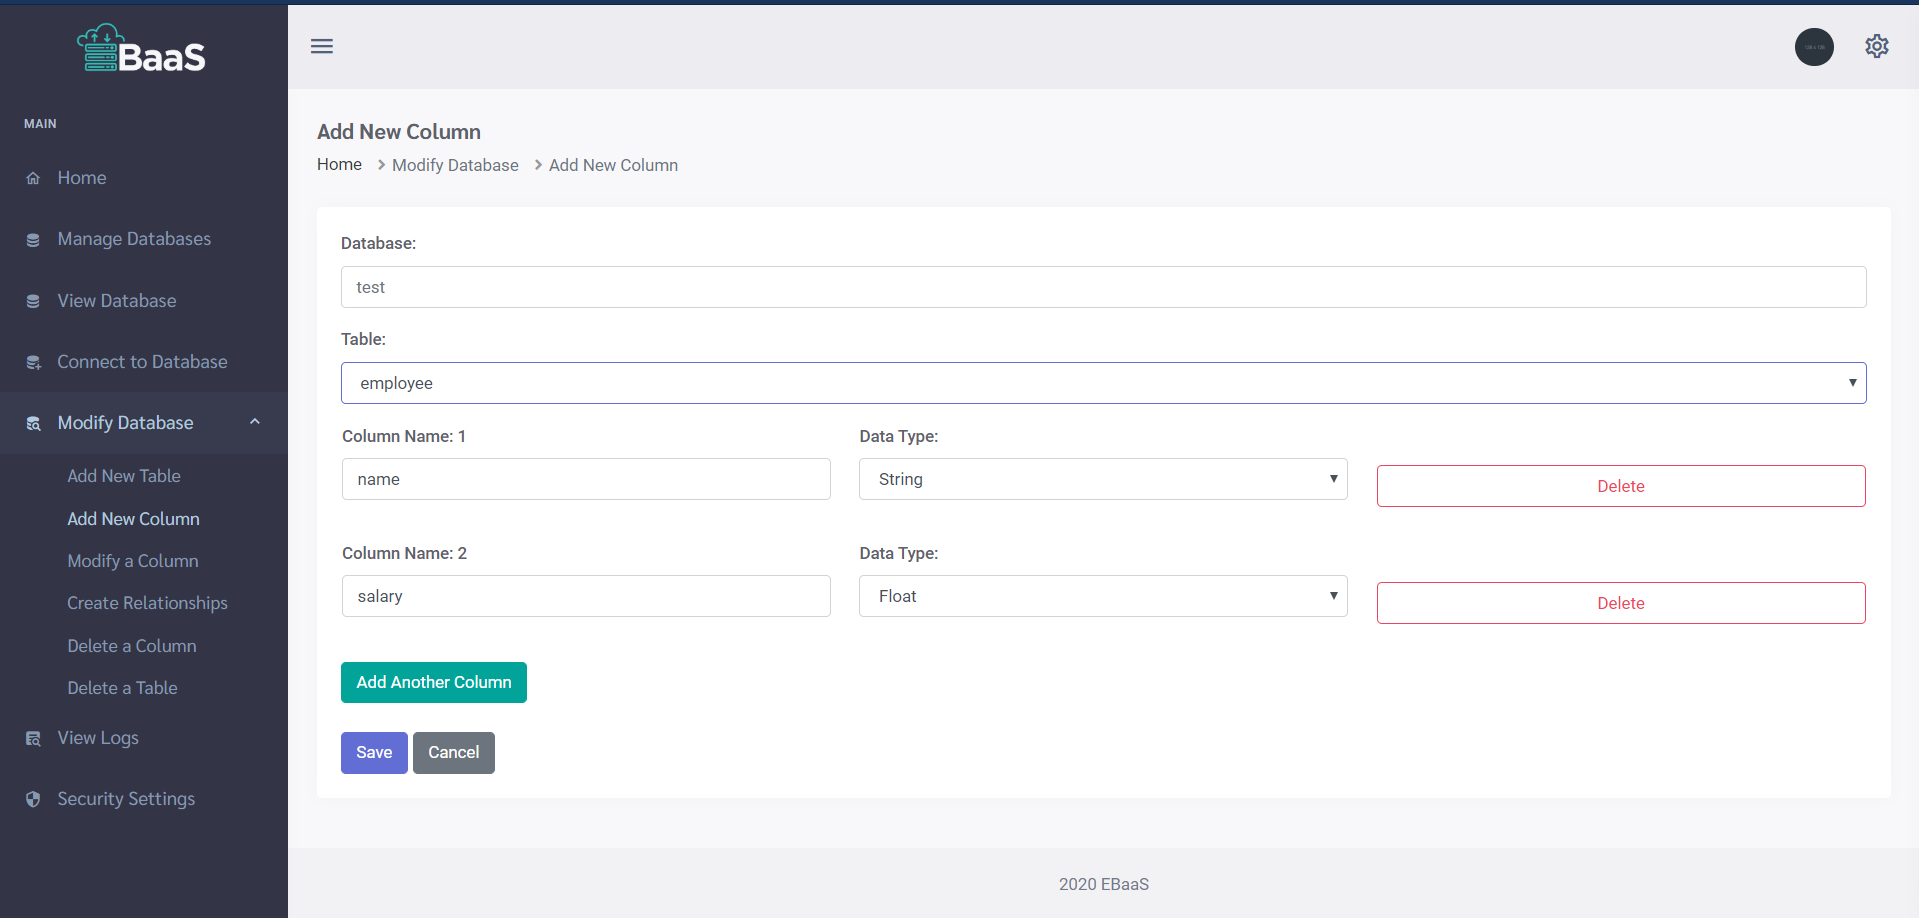 BaaS
MAIN
Home
Manage Databases
View Database
Connect to Database
Modify Database
Add New Table
Add New Column
Modify a Column
Create Relationships
Delete a Column
Delete a Table
View Logs
Security Settings
Add New Column
Home > Modify Database > Add New Column
Database:
test
Table:
employee
Column Name: 1 Data Type:
name String Delete
Column Name: 2 Data Type:
salary Float Delete
Add Another Column
Save Cancel
2020 EBaaS